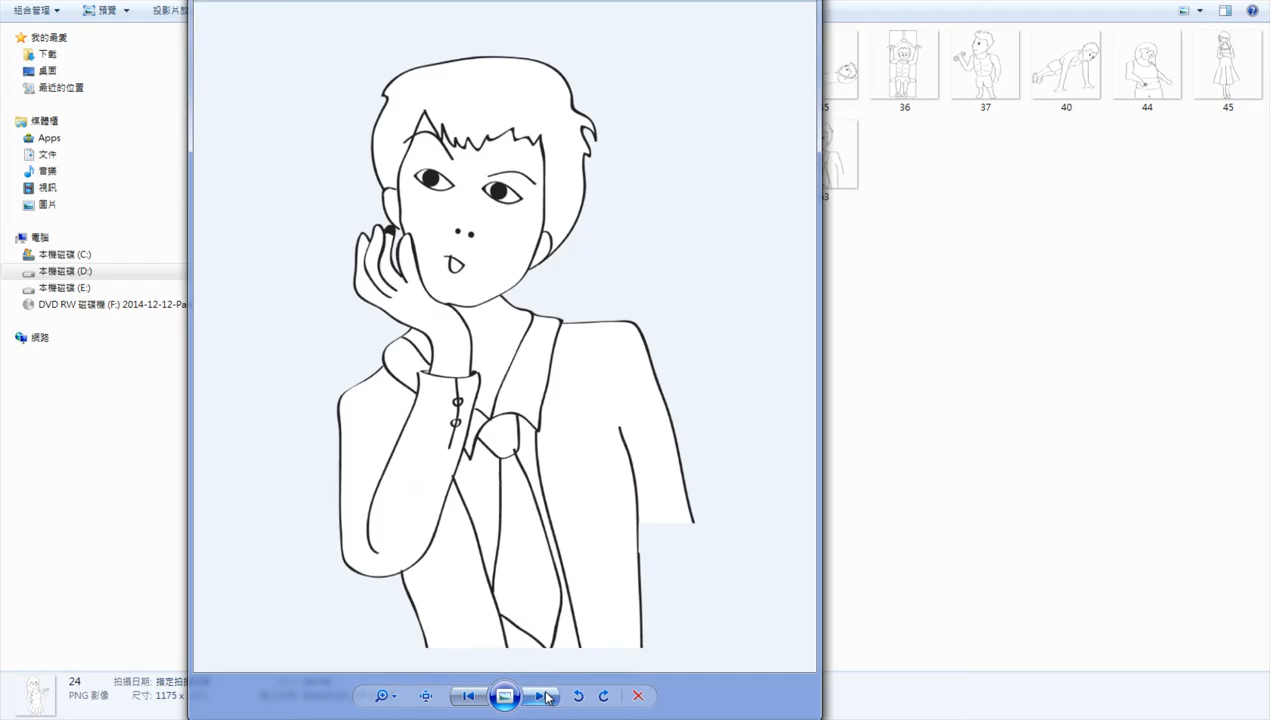 組合管理 預覽 投影片放
我的最愛
下載
桌面
最近的位置
媒體櫃
Apps
文件
音樂
視訊
圖片
電腦
本機磁碟 (C:)
本機磁碟 (D:)
本機磁碟 (E:)
DVD RW 磁碟機 (F:) 2014-12-12-Pa
網路
36 37 40 44 45
24 拍攝日期: 指定拍
PNG 影像 尺寸: 1175 x